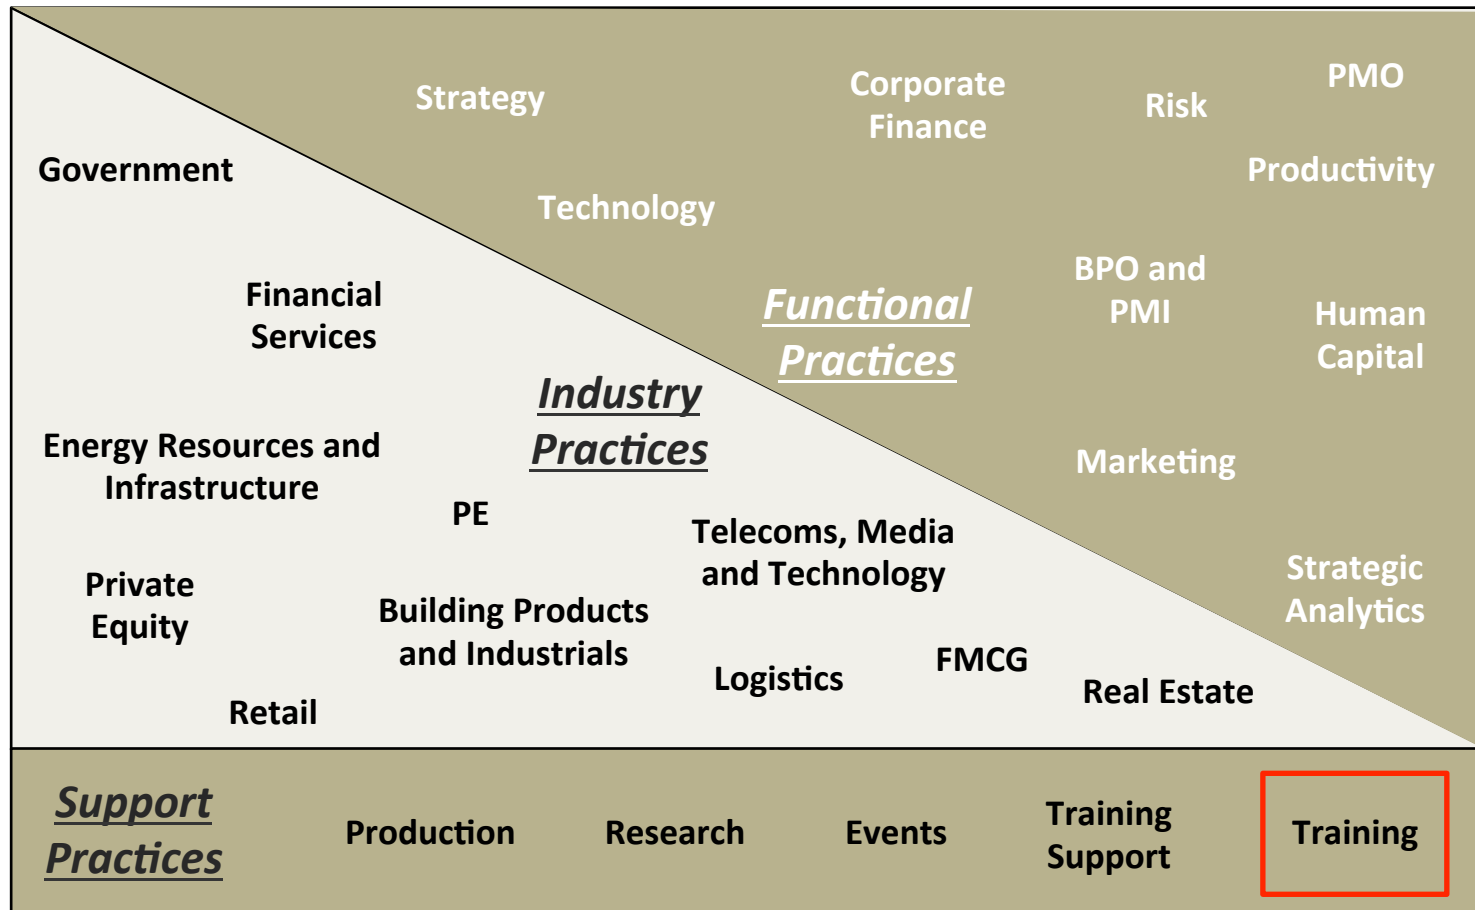 Strategy
Corporate
Finance
Risk
PMO
Productivity
Technology
BPO and
PMI
Human
Capital
Functional
Practices
Marketing
Strategic
Analytics
Government
Financial
Services
Industry
Practices
Energy Resources and
Infrastructure
PE
Telecoms, Media
and Technology
Private
Equity
Building Products
and Industrials
Logistics
FMCG
Real Estate
Retail
Support
Practices
Production
Research
Events
Training
Support
Training